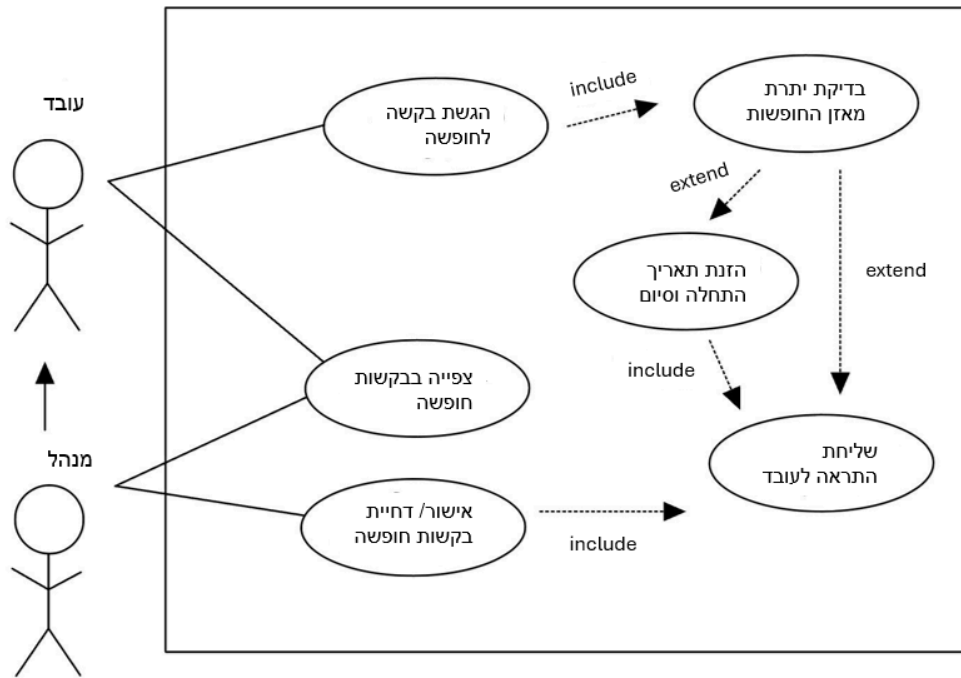 עובד
הגשת בקשה
לחופשה
include
בדיקת יתרת
מאזן החופשות
extend
הזנת תאריך
התחלה וסיום
extend
include
צפייה בבקשות
חופשה
מנהל
שליחת
התראה לעובד
אישור/ דחיית
בקשות חופשה
include